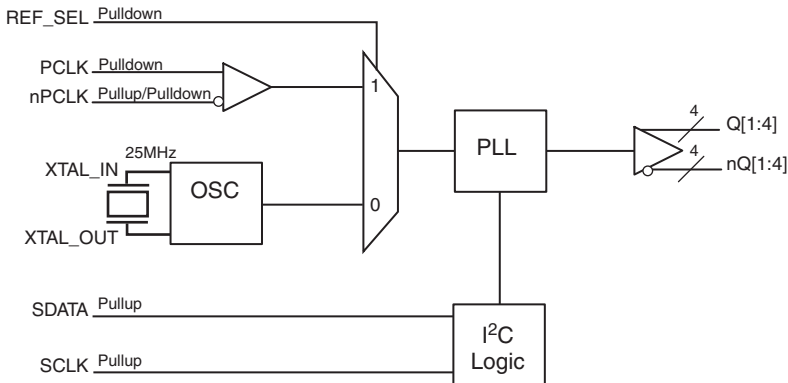 REF_SEL Pulldown
PCLK Pulldown
nPCLK Pullup/Pulldown
1
25MHz
XTAL_IN
OSC
XTAL_OUT
0
PLL
4
Q[1:4]
4
nQ[1:4]
SDATA Pullup
SCLK Pullup
I²C
Logic